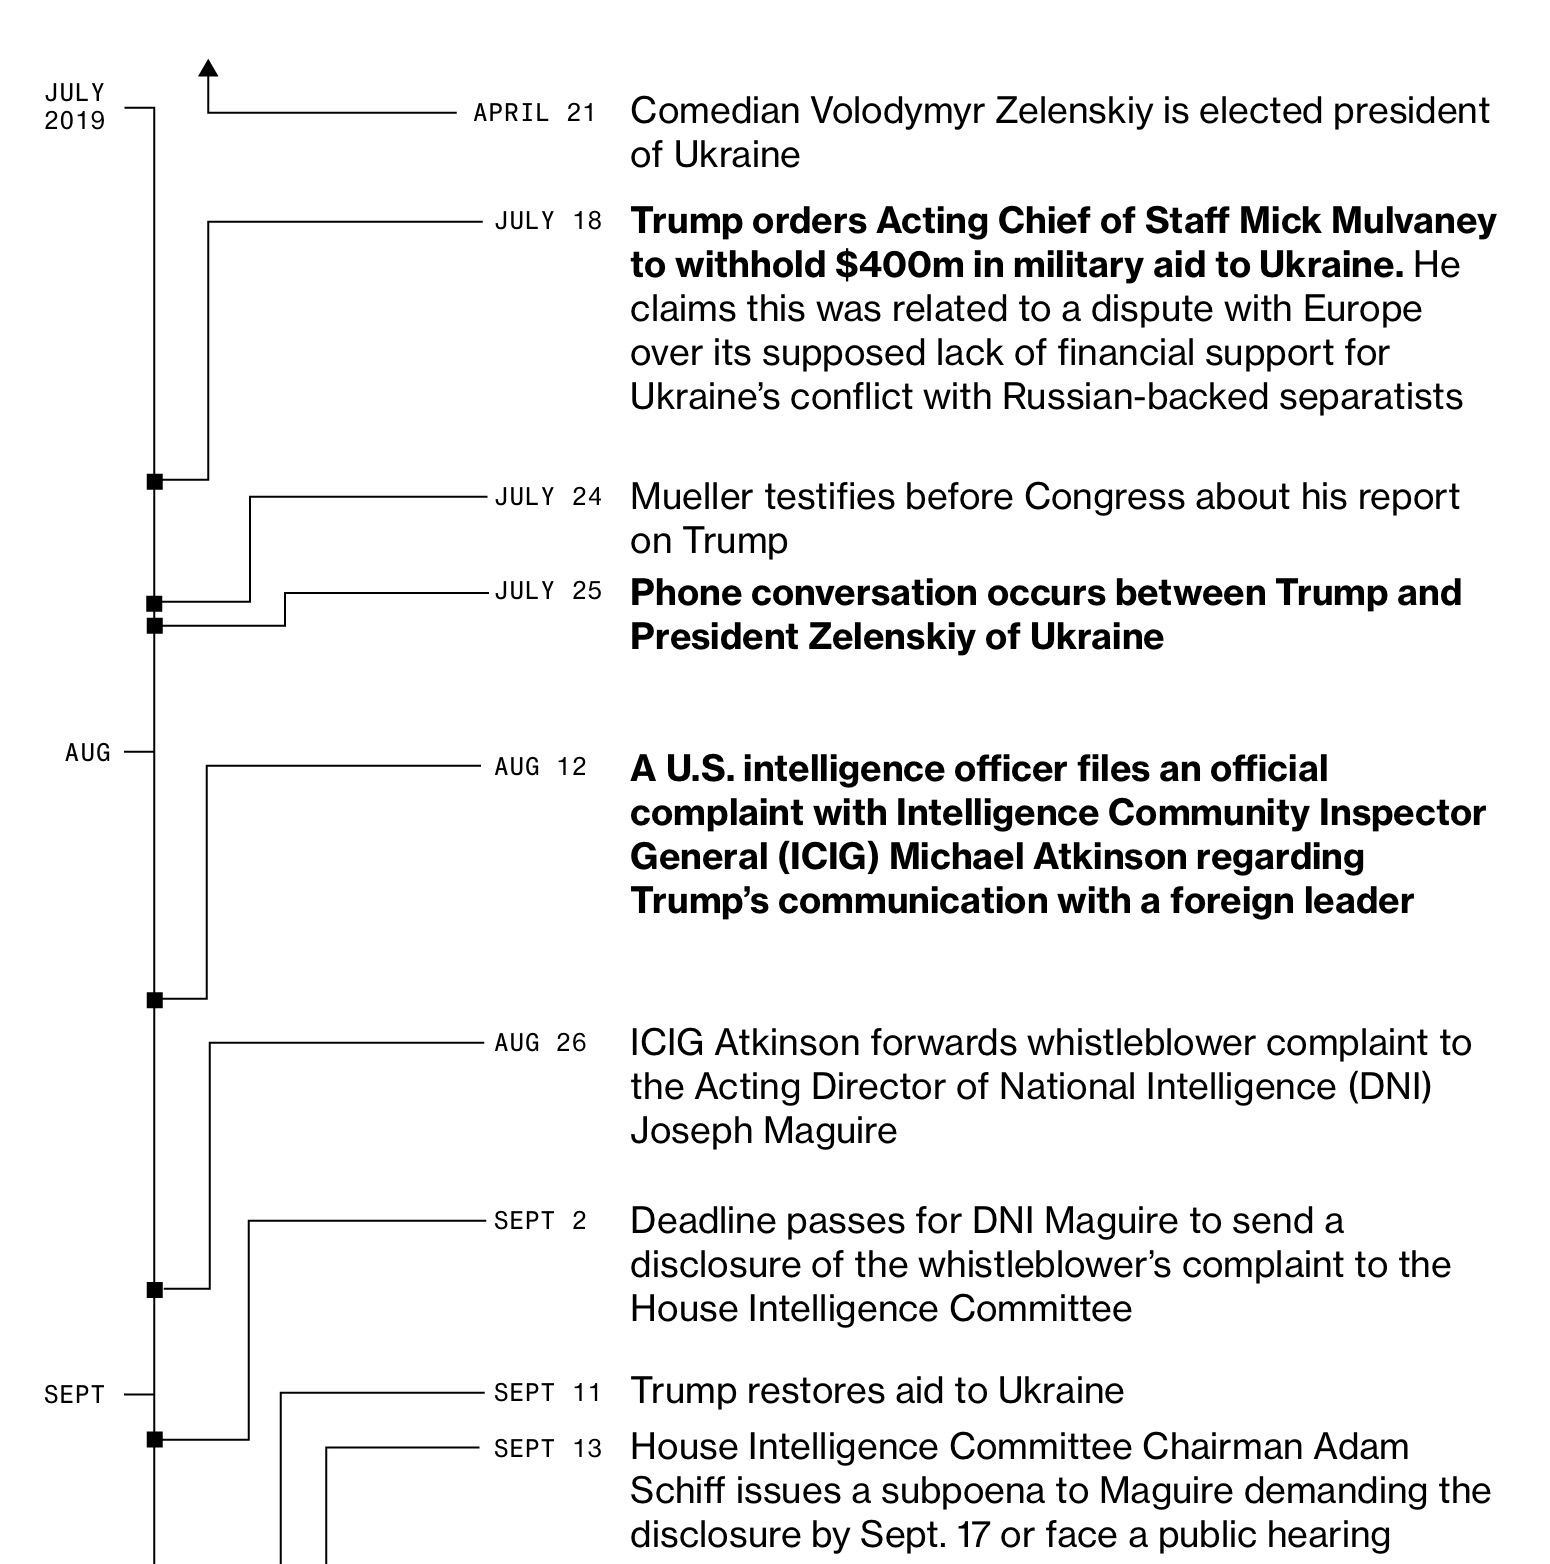 JULY
2019
APRIL 21
Comedian Volodymyr Zelenskiy is elected president
of Ukraine
JULY 18
Trump orders Acting Chief of Staff Mick Mulvaney
to withhold $400m in military aid to Ukraine. He
claims this was related to a dispute with Europe
over its supposed lack of financial support for
Ukraine’s conflict with Russian-backed separatists
JULY 24
Mueller testifies before Congress about his report
on Trump
JULY 25
Phone conversation occurs between Trump and
President Zelenskiy of Ukraine
AUG
AUG 12
A U.S. intelligence officer files an official
complaint with Intelligence Community Inspector
General (ICIG) Michael Atkinson regarding
Trump’s communication with a foreign leader
AUG 26
ICIG Atkinson forwards whistleblower complaint to
the Acting Director of National Intelligence (DNI)
Joseph Maguire
SEPT 2
Deadline passes for DNI Maguire to send a
disclosure of the whistleblower’s complaint to the
House Intelligence Committee
SEPT
SEPT 11
Trump restores aid to Ukraine
SEPT 13
House Intelligence Committee Chairman Adam
Schiff issues a subpoena to Maguire demanding the
disclosure by Sept. 17 or face a public hearing